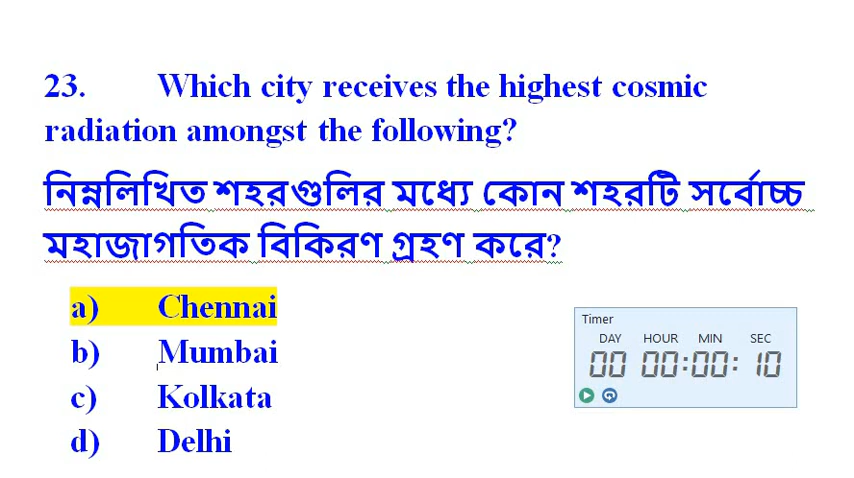 23. Which city receives the highest cosmic
radiation amongst the following?
নিম্নলিখিত শহরগুলির মধ্যে কোন শহরটি সর্বোচ্চ
মহাজাগতিক বিকিরণ গ্রহণ করে?
a) Chennai
b) Mumbai
c) Kolkata
d) Delhi
Timer
DAY HOUR MIN SEC
00 00:00:10